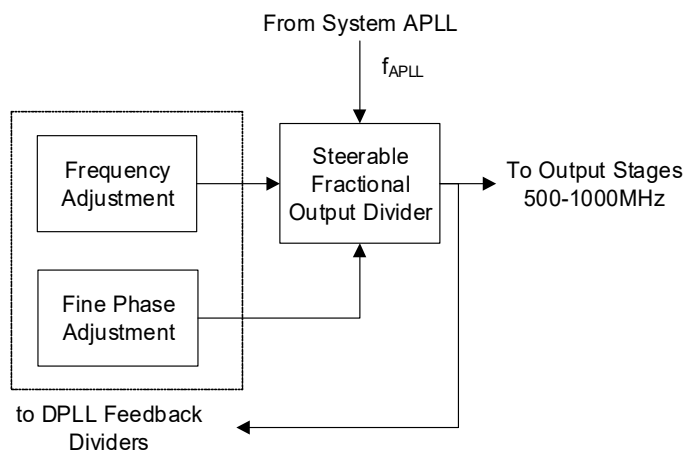 From System APLL
fAPLL
Frequency
Adjustment
Steerable
Fractional
Output Divider
To Output Stages
500-1000MHz
Fine Phase
Adjustment
to DPLL Feedback
Dividers